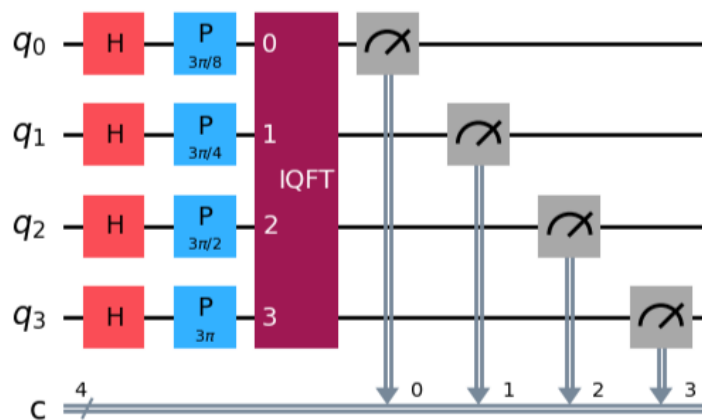 q0 H P 3π/8 0
q1 H P 3π/4 1
IQFT
q2 H P 3π/2 2
q3 H P 3π 3
c 4 0 1 2 3